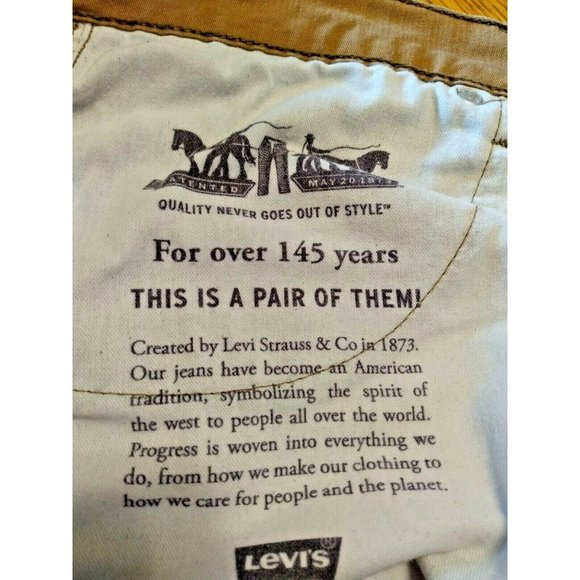 TENTED MAY 20 18
QUALITY NEVER GOES OUT OF STYLE™
For over 145 years
THIS IS A PAIR OF THEM!
Created by Levi Strauss & Co in 1873.
Our jeans have become an American
tradition, symbolizing the spirit of
the west to people all over the world.
Progress is woven into everything we
do, from how we make our clothing to
how we care for people and the planet.
LEVI'S ®